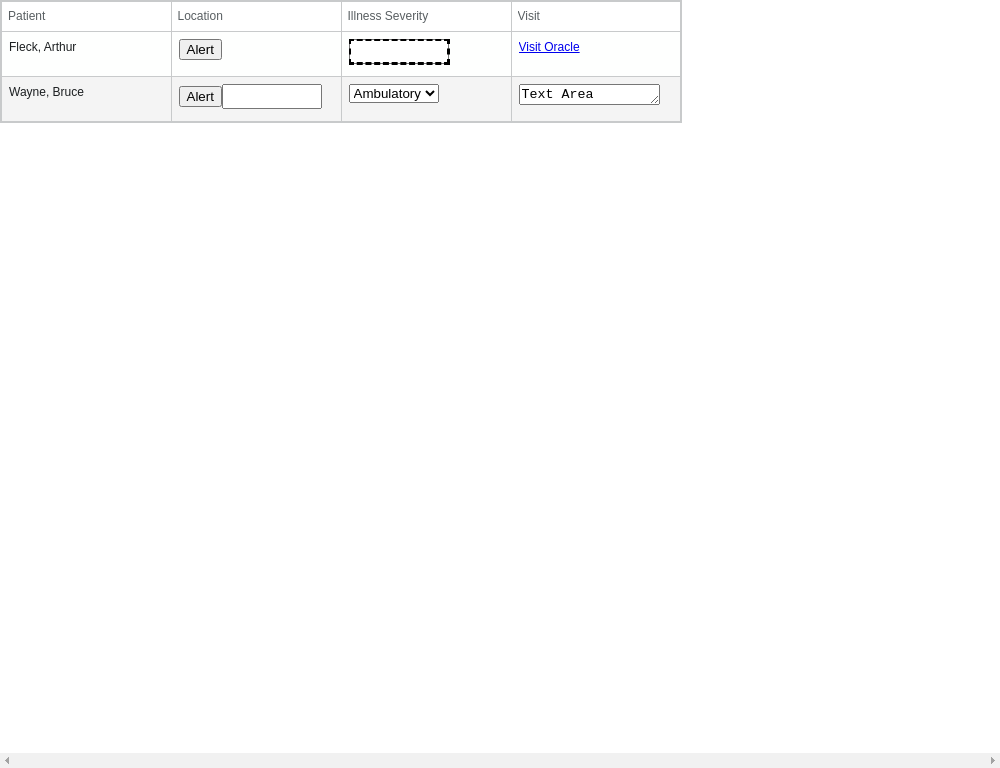 Patient Location Illness Severity Visit
Fleck, Arthur Alert Visit Oracle
Wayne, Bruce Alert Ambulatory Text Area